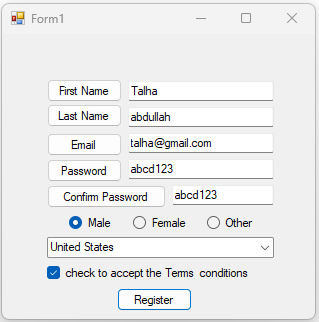 Form1
First Name Talha
Last Name abdullah
Email talha@gmail.com
Password abcd123
Confirm Password abcd123
Male Female Other
United States
check to accept the Terms conditions
Register